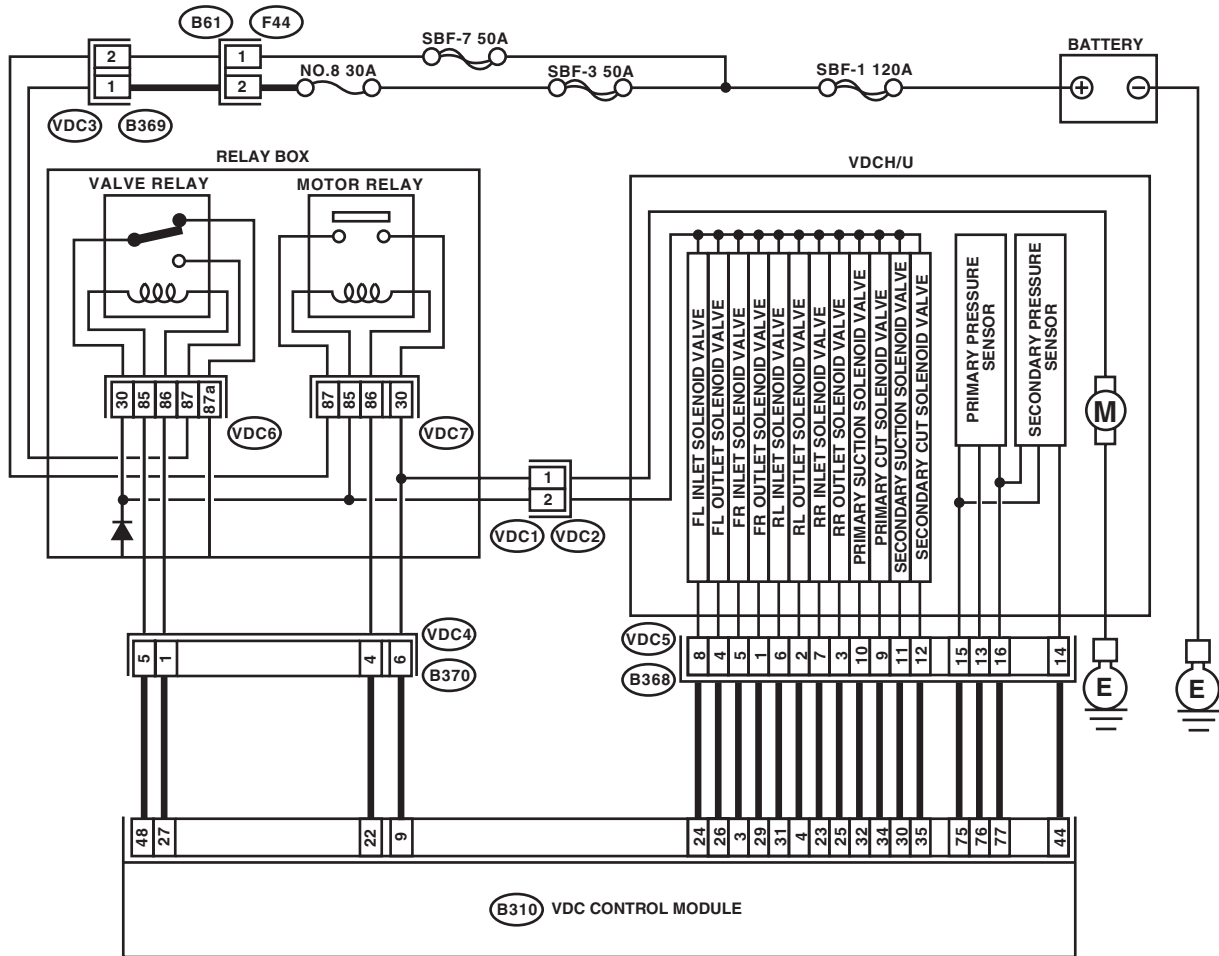 B61
F44
SBF-7 50A
BATTERY
2
1
NO.8 30A
SBF-3 50A
SBF-1 120A
1
2
+
−
VDC3
B369
RELAY BOX
VDCH/U
VALVE RELAY
MOTOR RELAY
FL INLET SOLENOID VALVE
FL OUTLET SOLENOID VALVE
FR INLET SOLENOID VALVE
FR OUTLET SOLENOID VALVE
RL INLET SOLENOID VALVE
RL OUTLET SOLENOID VALVE
RR INLET SOLENOID VALVE
RR OUTLET SOLENOID VALVE
PRIMARY SUCTION SOLENOID VALVE
PRIMARY CUT SOLENOID VALVE
SECONDARY SUCTION SOLENOID VALVE
SECONDARY CUT SOLENOID VALVE
PRIMARY PRESSURE
SENSOR
SECONDARY PRESSURE
SENSOR
M
30 85 86 87 87a
87 85 86 30
VDC6
VDC7
1
2
VDC1
VDC2
VDC4
VDC5
5 1 4 6
8 4 5 1 6 2 7 3 10 9 11 12 15 13 16 14
B370
B368
E
E
48 27 22 9 24 26 3 29 31 4 23 25 32 34 30 35 75 76 77 44
B310 VDC CONTROL MODULE